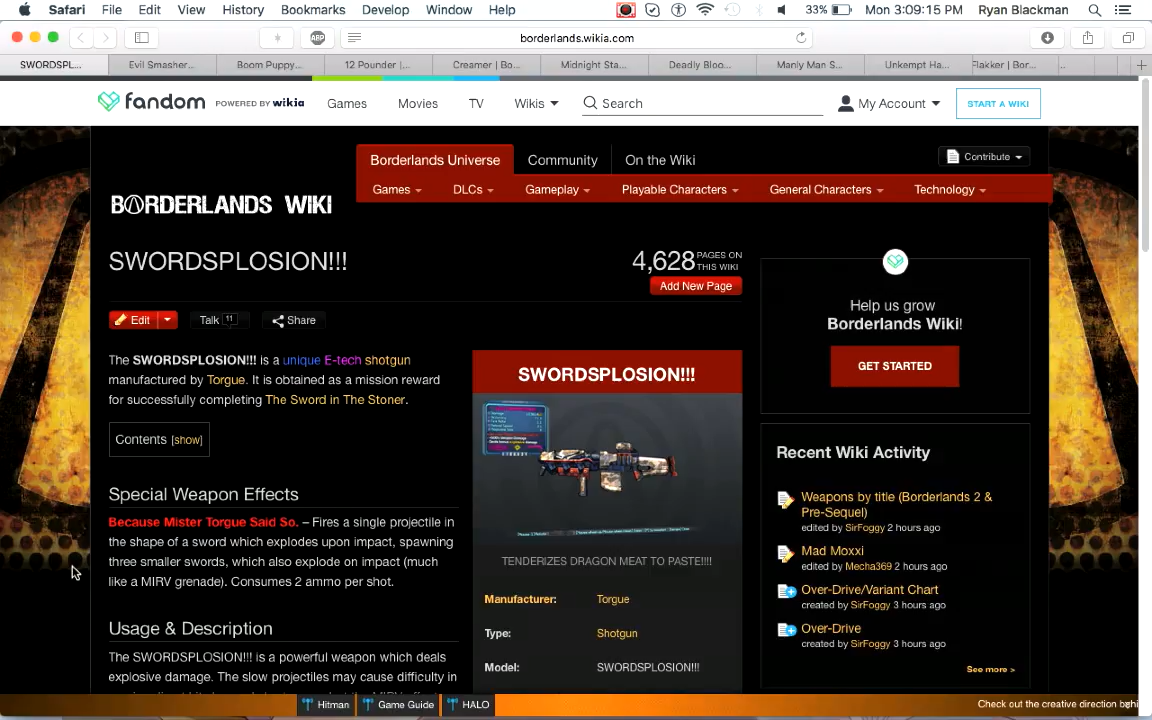 Safari File Edit View History Bookmarks Develop Window Help 33% Mon 3:09:15 PM Ryan Blackman
borderlands.wikia.com
SWORDSPL... Evil Smasher... Boom Puppy... 12 Pounder |... Creamer | Bo... Midnight Sta... Deadly Bloo... Manly Man S... Unkempt Ha... Flakker | Bor...
fandom POWERED BY wikia Games Movies TV Wikis Search My Account START A WIKI
Borderlands Universe Community On the Wiki Contribute
Games DLCs Gameplay Playable Characters General Characters Technology
BORDERLANDS WIKI
SWORDSPLOSION!!!
4,628 PAGES ON THIS WIKI
Add New Page
Edit Talk 11 Share
The SWORDSPLOSION!!! is a unique E-tech shotgun
manufactured by Torgue. It is obtained as a mission reward
for successfully completing The Sword in The Stoner.
Contents [show]
Special Weapon Effects
Because Mister Torgue Said So. – Fires a single projectile in
the shape of a sword which explodes upon impact, spawning
three smaller swords, which also explode on impact (much
like a MIRV grenade). Consumes 2 ammo per shot.
Usage & Description
The SWORDSPLOSION!!! is a powerful weapon which deals
explosive damage. The slow projectiles may cause difficulty in
SWORDSPLOSION!!!
TENDERIZES DRAGON MEAT TO PASTE!!!!
Manufacturer: Torgue
Type: Shotgun
Model: SWORDSPLOSION!!!
Help us grow
Borderlands Wiki!
GET STARTED
Recent Wiki Activity
Weapons by title (Borderlands 2 &
Pre-Sequel)
edited by SirFoggy 2 hours ago
Mad Moxxi
edited by Mecha369 2 hours ago
Over-Drive/Variant Chart
created by SirFoggy 3 hours ago
Over-Drive
created by SirFoggy 3 hours ago
See more >
Hitman Game Guide HALO
Check out the creative direction